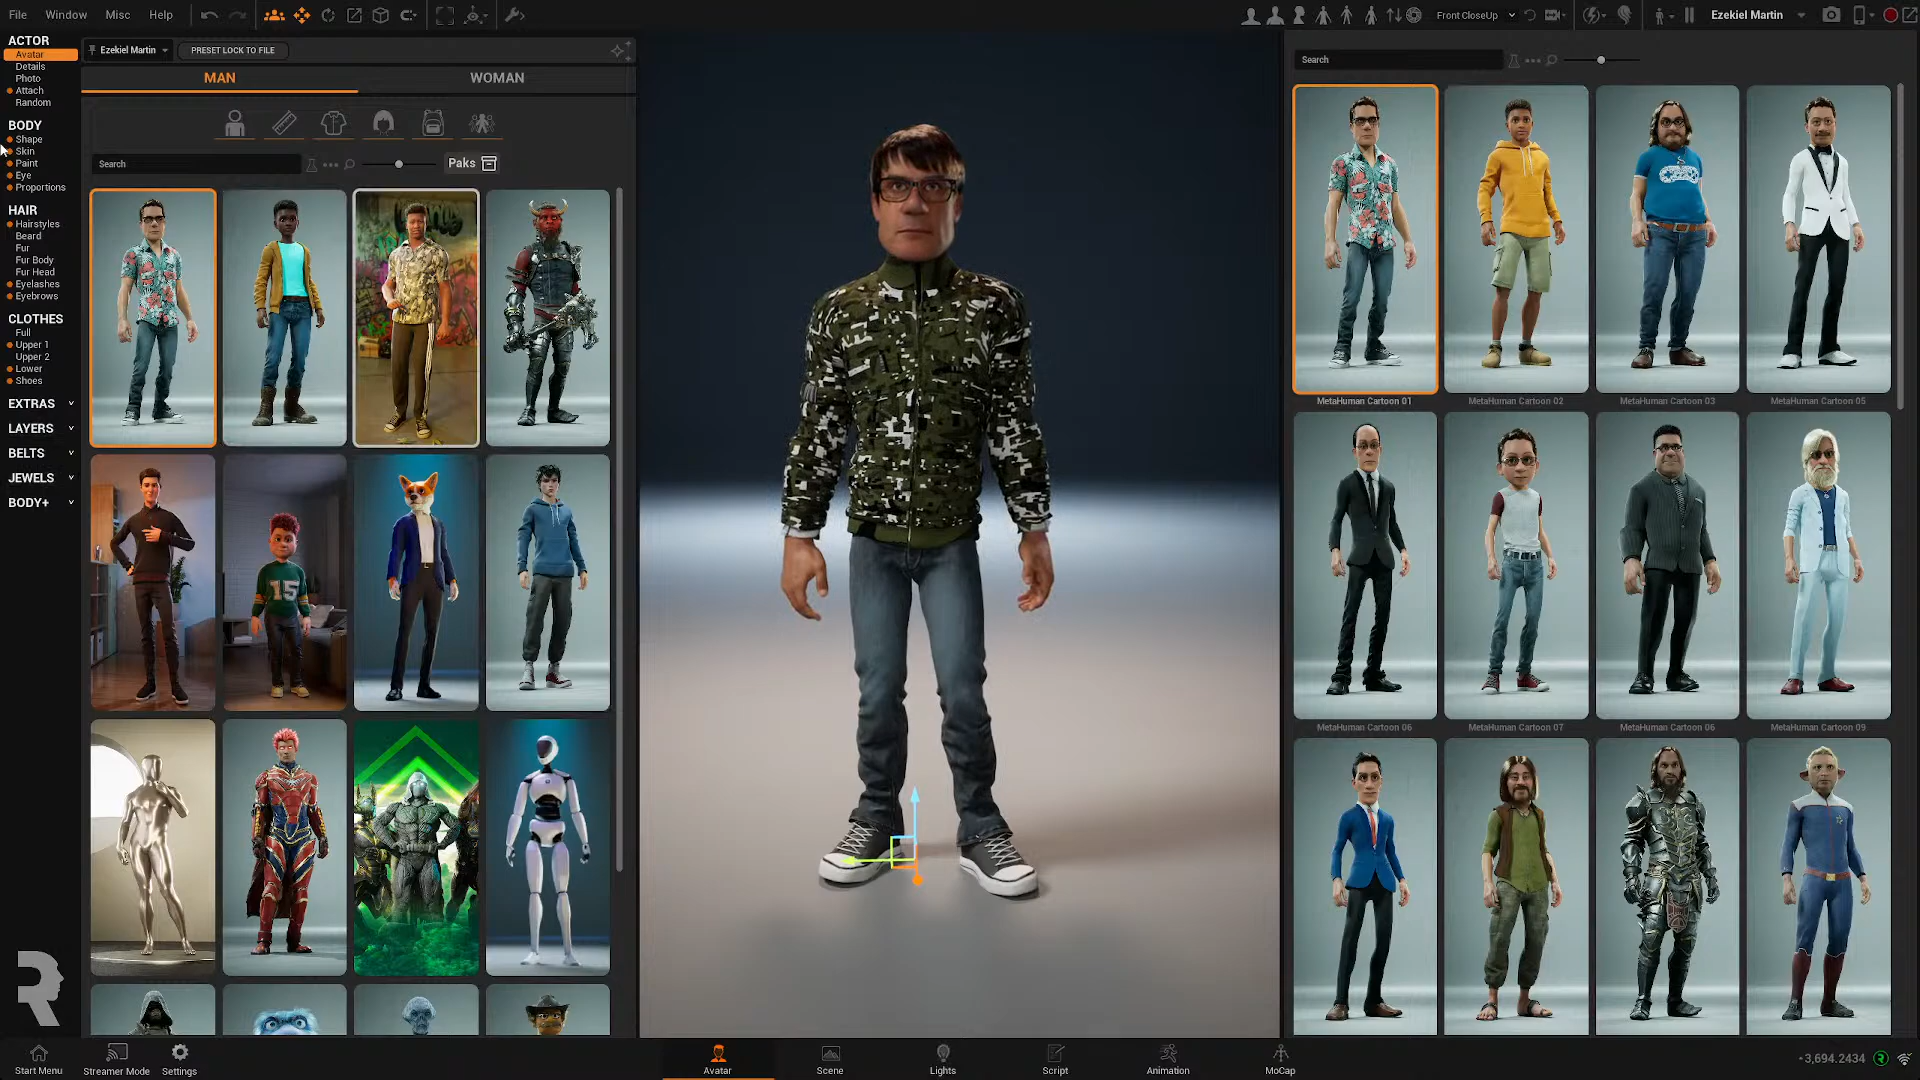 File Window Misc Help
Front CloseUp
Ezekiel Martin
ACTOR
Avatar
Details
Photo
Attach
Random
BODY
Shape
Skin
Paint
Eye
Proportions
HAIR
Hairstyles
Beard
Fur
Fur Body
Fur Head
Eyelashes
Eyebrows
CLOTHES
Full
Upper 1
Upper 2
Lower
Shoes
EXTRAS
LAYERS
BELTS
JEWELS
BODY+
Ezekiel Martin
PRESET LOCK TO FILE
MAN WOMAN
Search
Paks
15
Search
MetaHuman Cartoon 01 MetaHuman Cartoon 02 MetaHuman Cartoon 03 MetaHuman Cartoon 05
MetaHuman Cartoon 06 MetaHuman Cartoon 07 MetaHuman Cartoon 06 MetaHuman Cartoon 09
Start Menu Streamer Mode Settings
Avatar Scene Lights Script Animation MoCap
3,694.2434